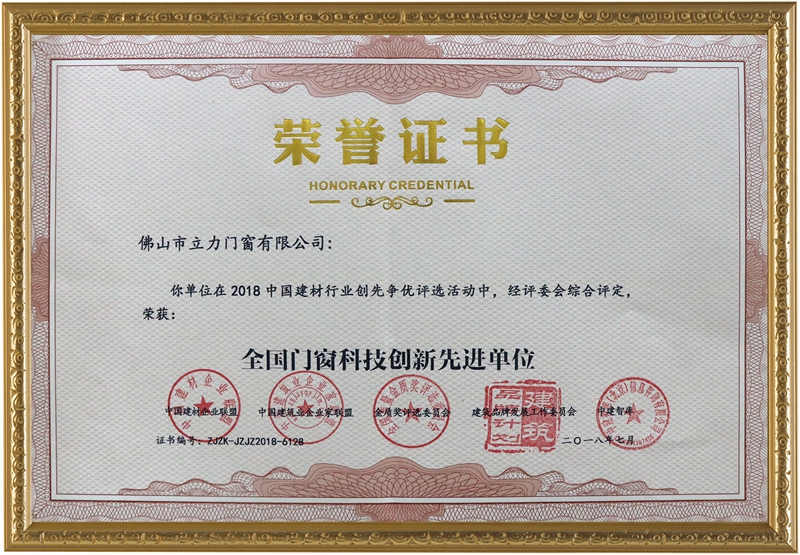 荣誉证书
HONORARY CREDENTIAL
佛山市立力门窗有限公司：
你单位在2018中国建材行业创先争优评选活动中，经评委会综合评定，
荣获：
全国门窗科技创新先进单位
中国建材企业联盟 中国建筑业企业家联盟 金质奖评选委员会 建筑品牌发展工作委员会 中建智库
证书编号：ZJZK-JZJZ2018-6128 二〇一八年七月